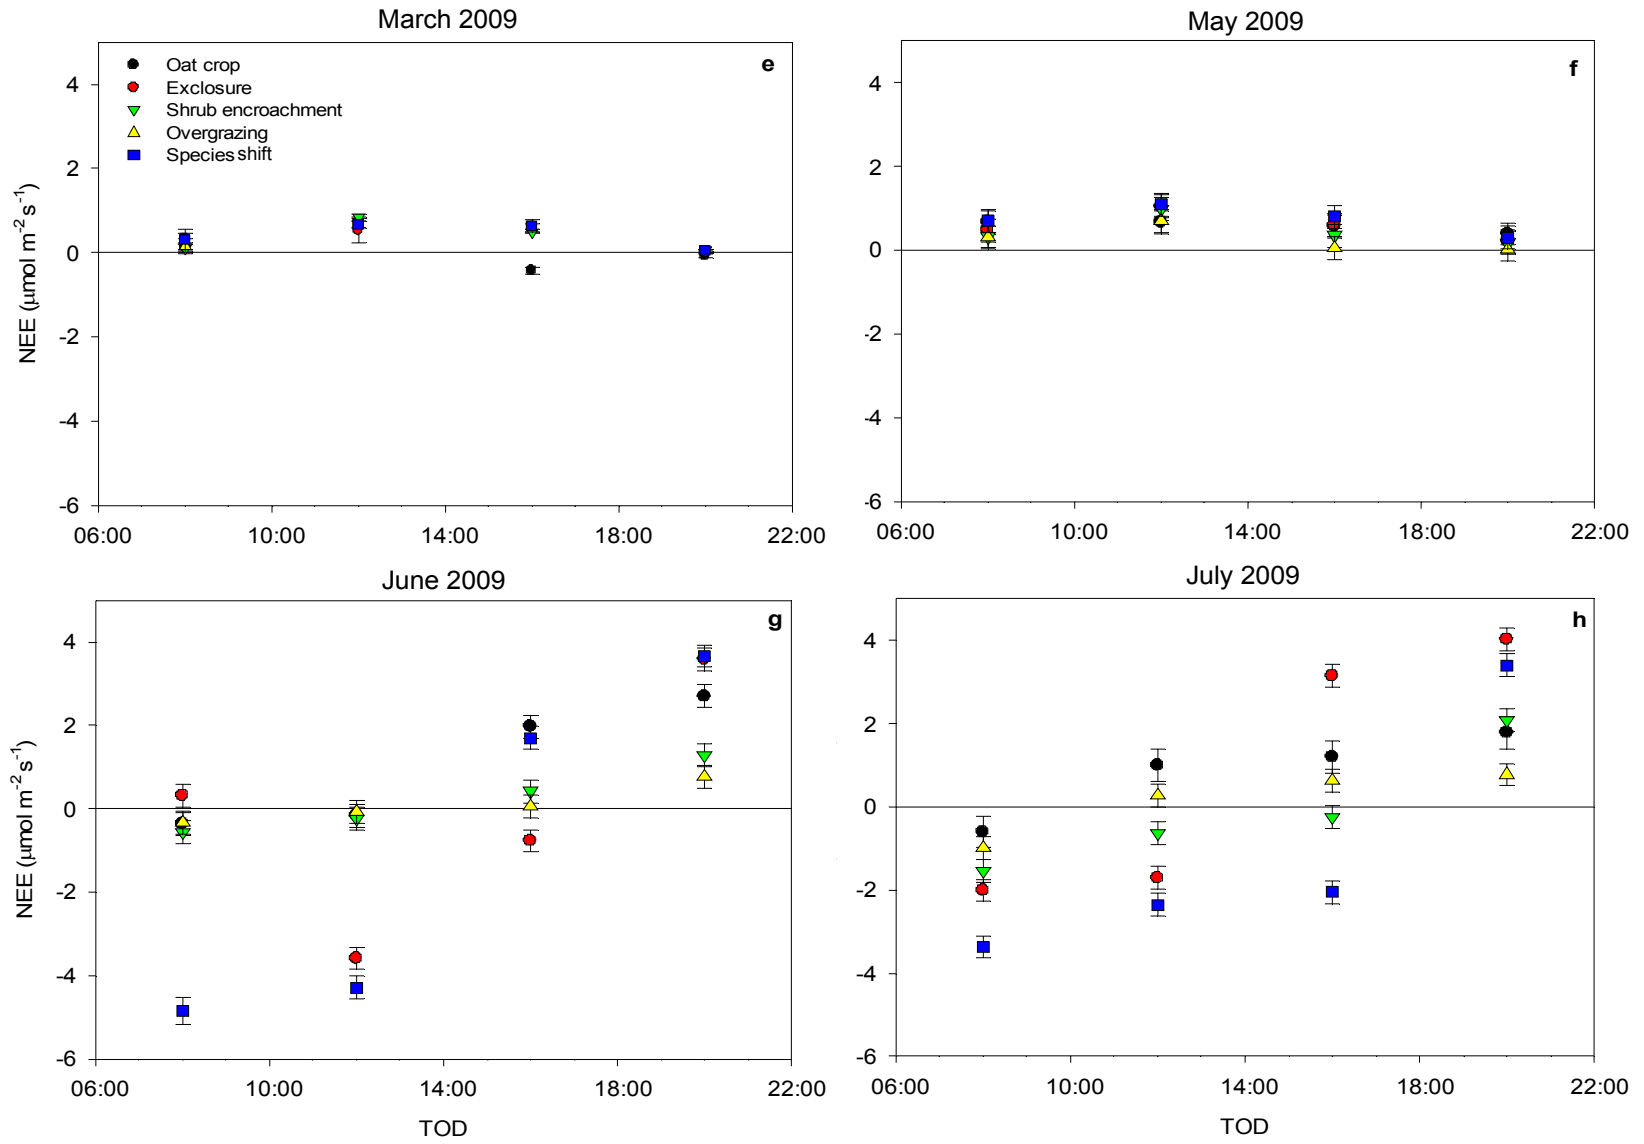 March 2009
e
Oat crop
Exclosure
Shrub encroachment
Overgrazing
Species shift
NEE (μmol m⁻² s⁻¹)
4
2
0
-2
-4
-6
06:00 10:00 14:00 18:00 22:00
May 2009
f
4
2
0
-2
-4
-6
06:00 10:00 14:00 18:00 22:00
June 2009
g
NEE (μmol m⁻² s⁻¹)
4
2
0
-2
-4
-6
06:00 10:00 14:00 18:00 22:00
TOD
July 2009
h
4
2
0
-2
-4
-6
06:00 10:00 14:00 18:00 22:00
TOD